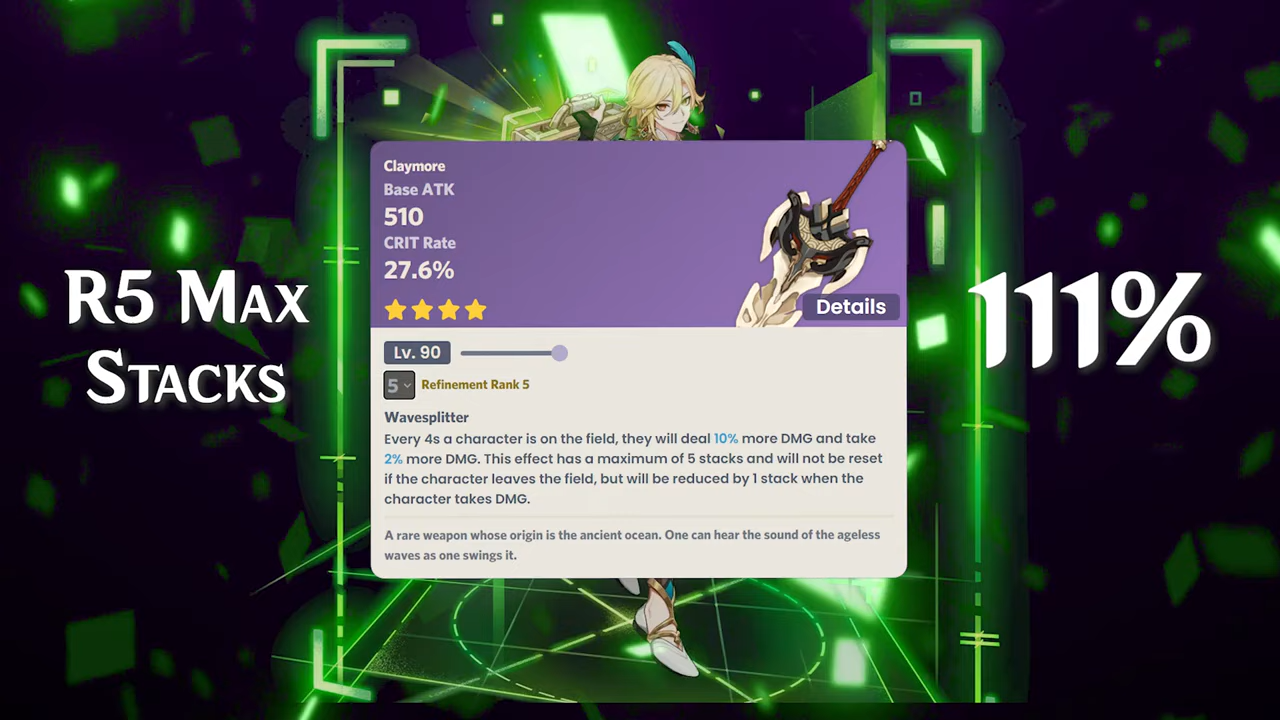 R5 Max
Stacks
Claymore
Base ATK
510
CRIT Rate
27.6%
Details
Lv. 90
5 Refinement Rank 5
Wavesplitter
Every 4s a character is on the field, they will deal 10% more DMG and take
2% more DMG. This effect has a maximum of 5 stacks and will not be reset
if the character leaves the field, but will be reduced by 1 stack when the
character takes DMG.
A rare weapon whose origin is the ancient ocean. One can hear the sound of the ageless
waves as one swings it.
111%